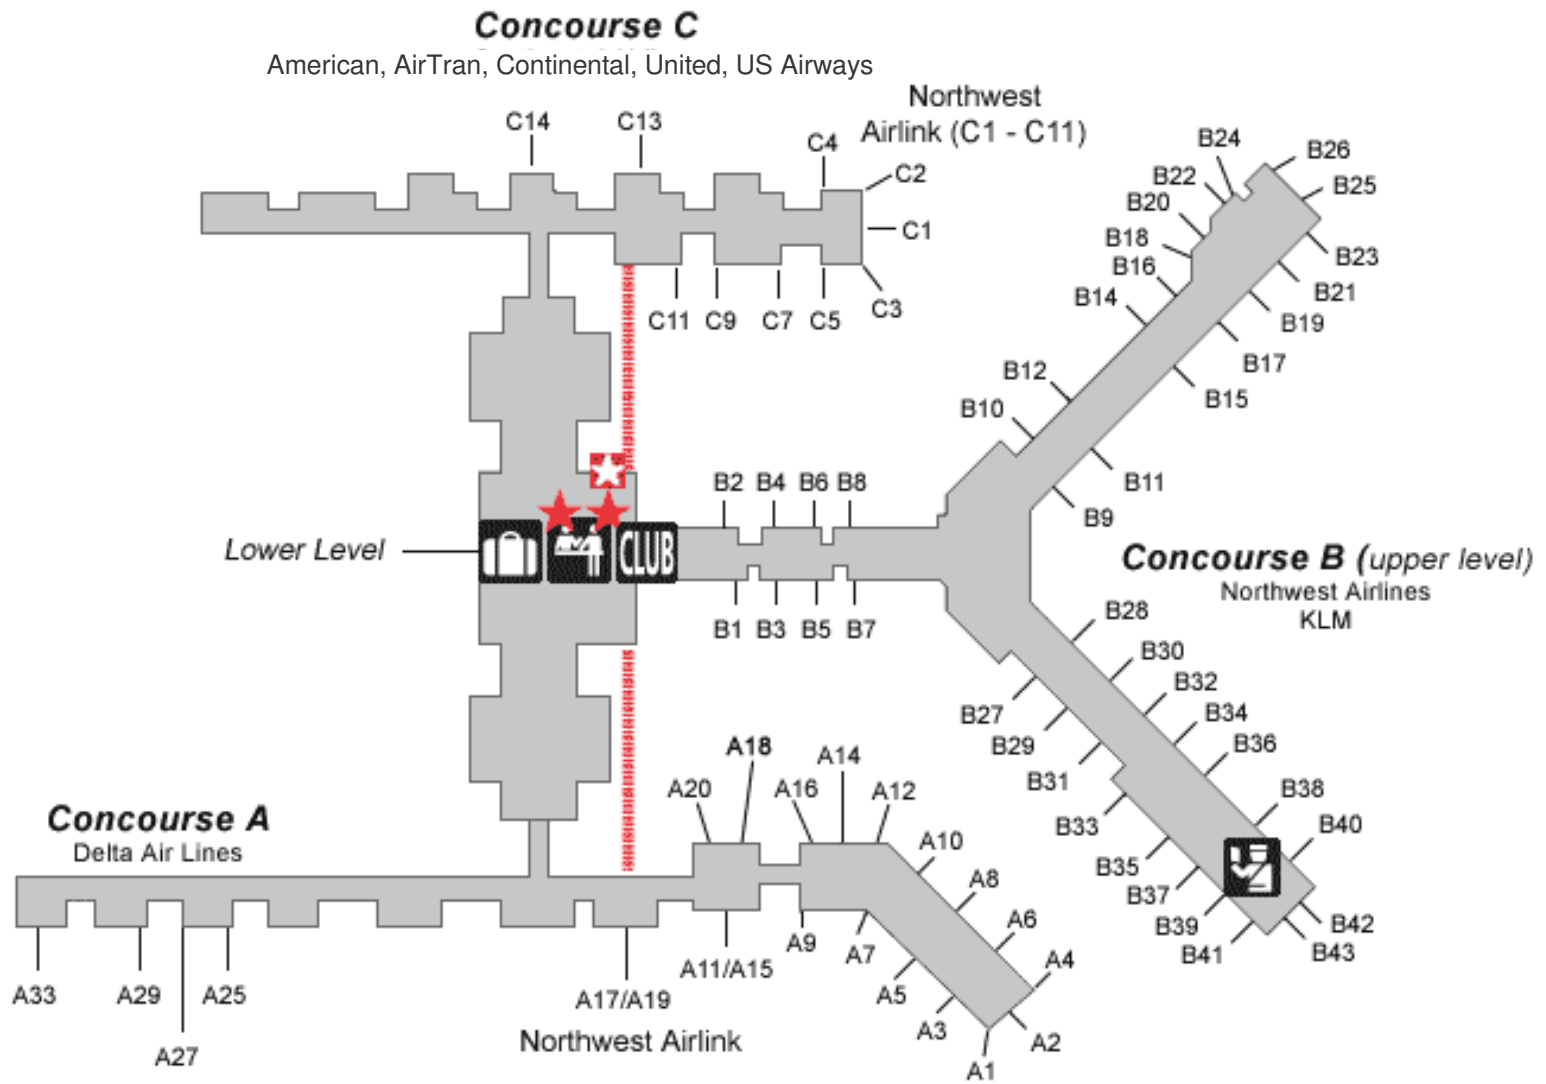 Concourse C
American, AirTran, Continental, United, US Airways
Northwest
Airlink (C1 - C11)
C14
C13
C4
C2
C1
C3
C11
C9
C7
C5
B24
B26
B22
B25
B20
B18
B23
B16
B21
B14
B19
B17
B12
B15
B10
B11
B9
B2
B4
B6
B8
Lower Level
CLUB
Concourse B (upper level)
Northwest Airlines
KLM
B1
B3
B5
B7
B28
B30
B32
B27
B34
B29
B36
B31
B38
B33
B40
B35
B37
B39
B42
B41
B43
A18
A14
A20
A16
A12
Concourse A
Delta Air Lines
A10
A8
A6
A9
A7
A4
A11/A15
A33
A29
A25
A17/A19
A5
A3
Northwest Airlink
A2
A27
A1